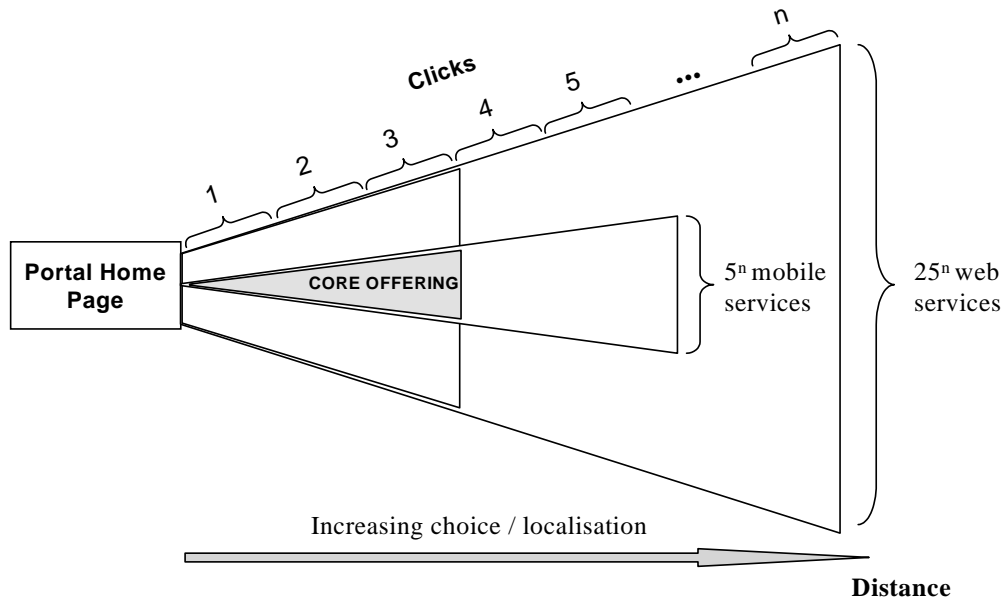 n
...
5
Clicks
4
3
2
1
Portal Home
Page
CORE OFFERING
5ⁿ mobile
services
25ⁿ web
services
Increasing choice / localisation
Distance